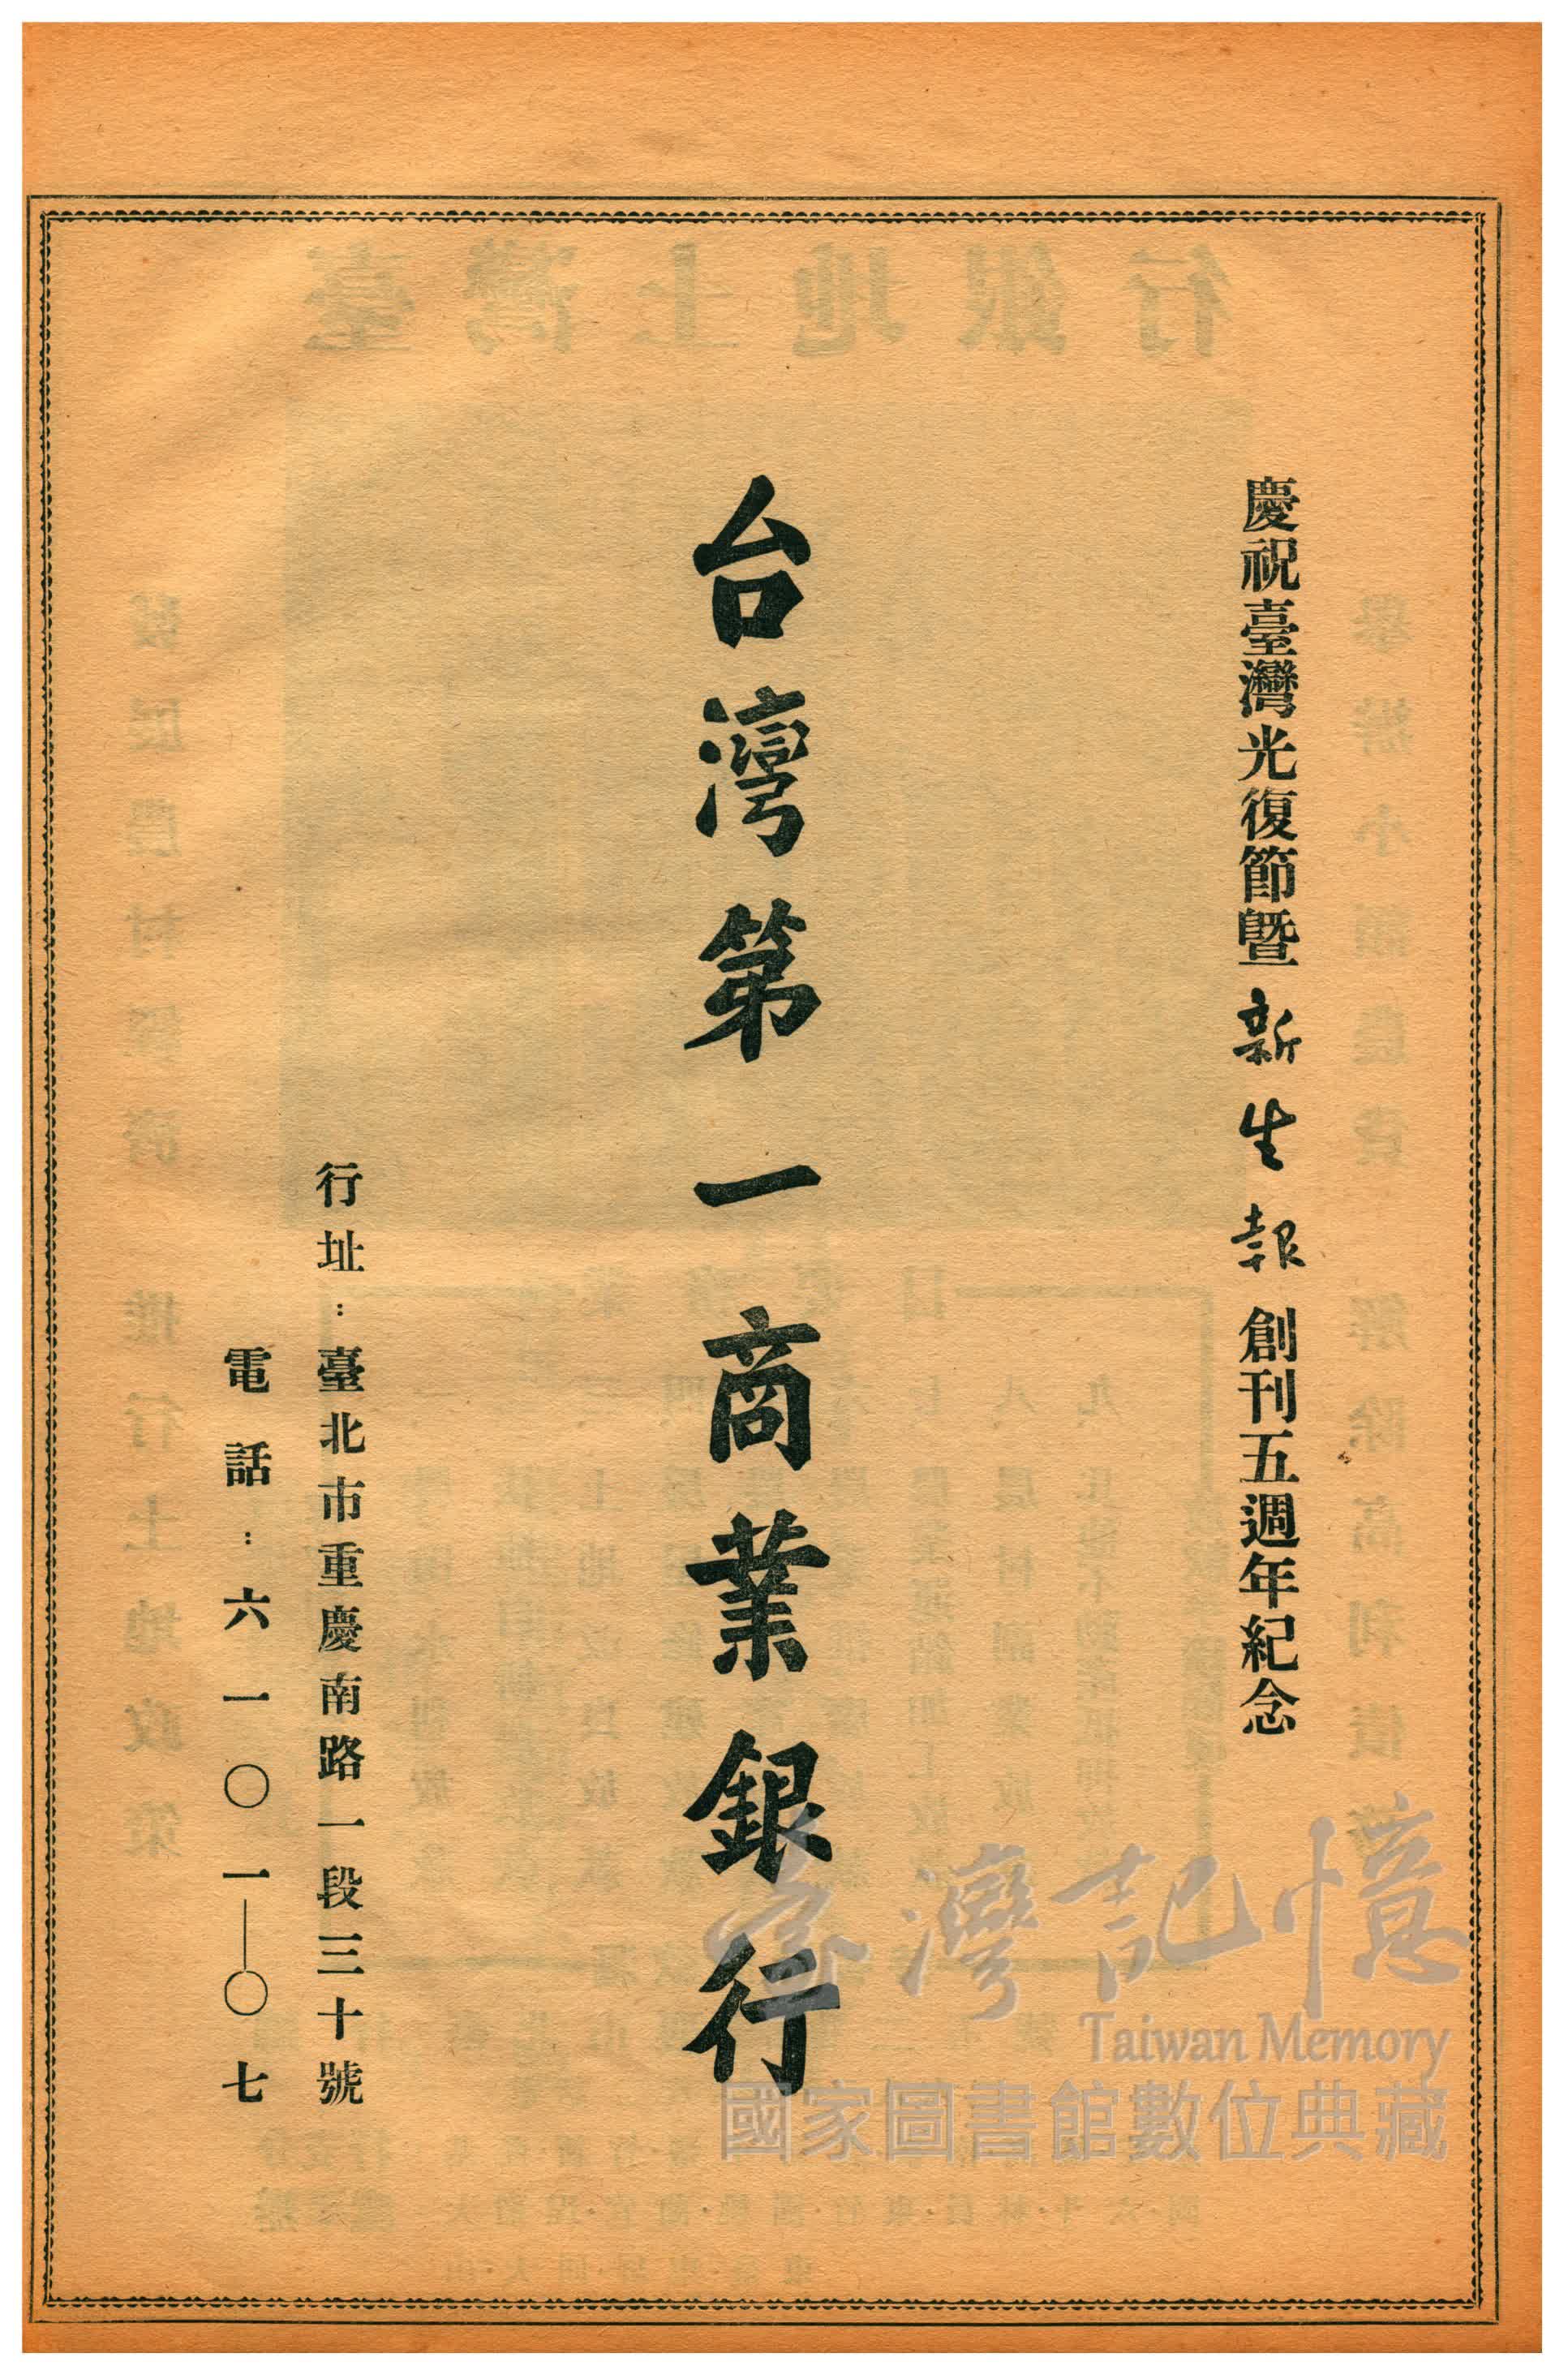 慶祝臺灣光復節暨新生報創刊五週年紀念
台灣第一商業銀行
行址：臺北市重慶南路一段三十號
電話：六一〇一—〇七
臺灣記憶
Taiwan Memory
國家圖書館數位典藏